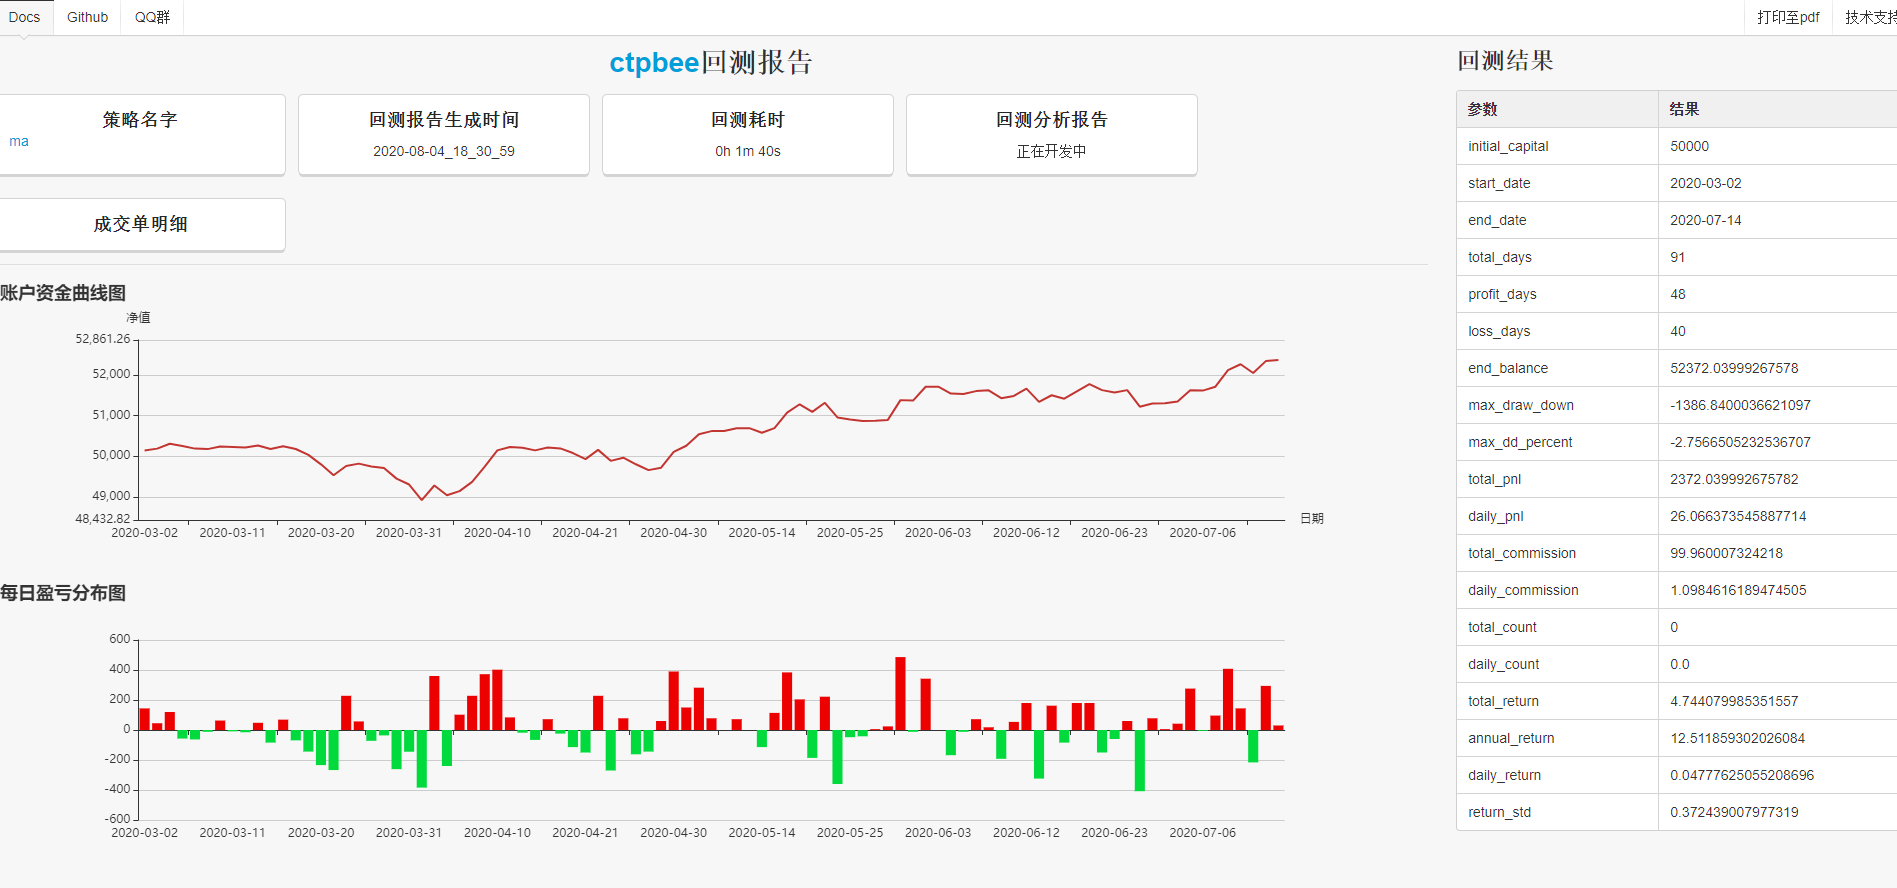 Docs
Github
QQ群
打印至pdf
技术支持
ctpbee回测报告
策略名字
ma
回测报告生成时间
2020-08-04_18_30_59
回测耗时
0h 1m 40s
回测分析报告
正在开发中
成交单明细
账户资金曲线图
净值
52,861.26
52,000
51,000
50,000
49,000
48,432.82
2020-03-02 2020-03-11 2020-03-20 2020-03-31 2020-04-10 2020-04-21 2020-04-30 2020-05-14 2020-05-25 2020-06-03 2020-06-12 2020-06-23 2020-07-06
日期
每日盈亏分布图
600
400
200
0
-200
-400
-600
2020-03-02 2020-03-11 2020-03-20 2020-03-31 2020-04-10 2020-04-21 2020-04-30 2020-05-14 2020-05-25 2020-06-03 2020-06-12 2020-06-23 2020-07-06
回测结果
参数 结果
initial_capital 50000
start_date 2020-03-02
end_date 2020-07-14
total_days 91
profit_days 48
loss_days 40
end_balance 52372.03999267578
max_draw_down -1386.8400036621097
max_dd_percent -2.7566505232536707
total_pnl 2372.039992675782
daily_pnl 26.066373545887714
total_commission 99.960007324218
daily_commission 1.0984616189474505
total_count 0
daily_count 0.0
total_return 4.744079985351557
annual_return 12.511859302026084
daily_return 0.04777625055208696
return_std 0.372439007977319